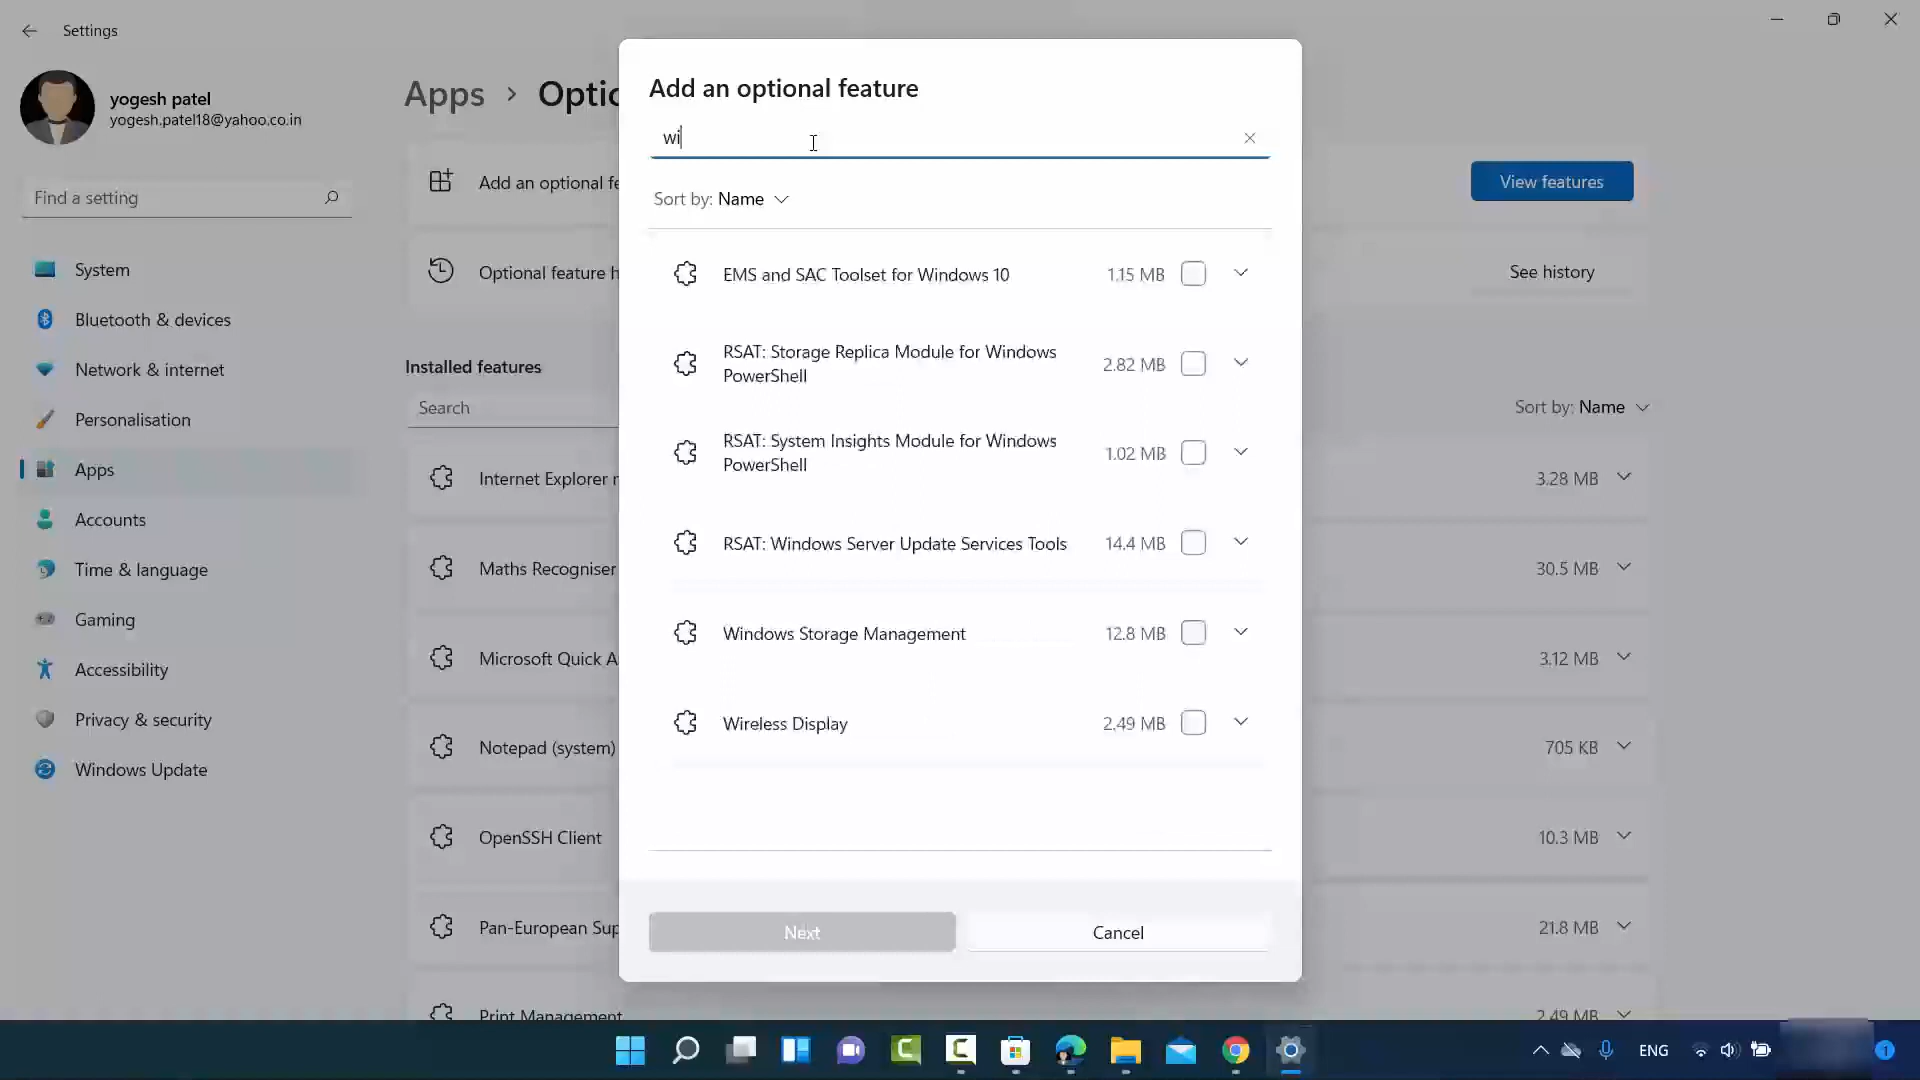 Settings
yogesh patel
yogesh.patel18@yahoo.co.in
Find a setting
System
Bluetooth & devices
Network & internet
Personalisation
Apps
Accounts
Time & language
Gaming
Accessibility
Privacy & security
Windows Update
Apps > Optio
Add an optional fe
View features
Optional feature h
See history
Installed features
Search
Sort by: Name
Internet Explorer
3.28 MB
Maths Recogniser
30.5 MB
Microsoft Quick A
3.12 MB
Notepad (system)
705 KB
OpenSSH Client
10.3 MB
Pan-European Sup
21.8 MB
Print Management
2.49 MB
Add an optional feature
wi
Sort by: Name
EMS and SAC Toolset for Windows 10
1.15 MB
RSAT: Storage Replica Module for Windows
PowerShell
2.82 MB
RSAT: System Insights Module for Windows
PowerShell
1.02 MB
RSAT: Windows Server Update Services Tools
14.4 MB
Windows Storage Management
12.8 MB
Wireless Display
2.49 MB
Next
Cancel
ENG
1